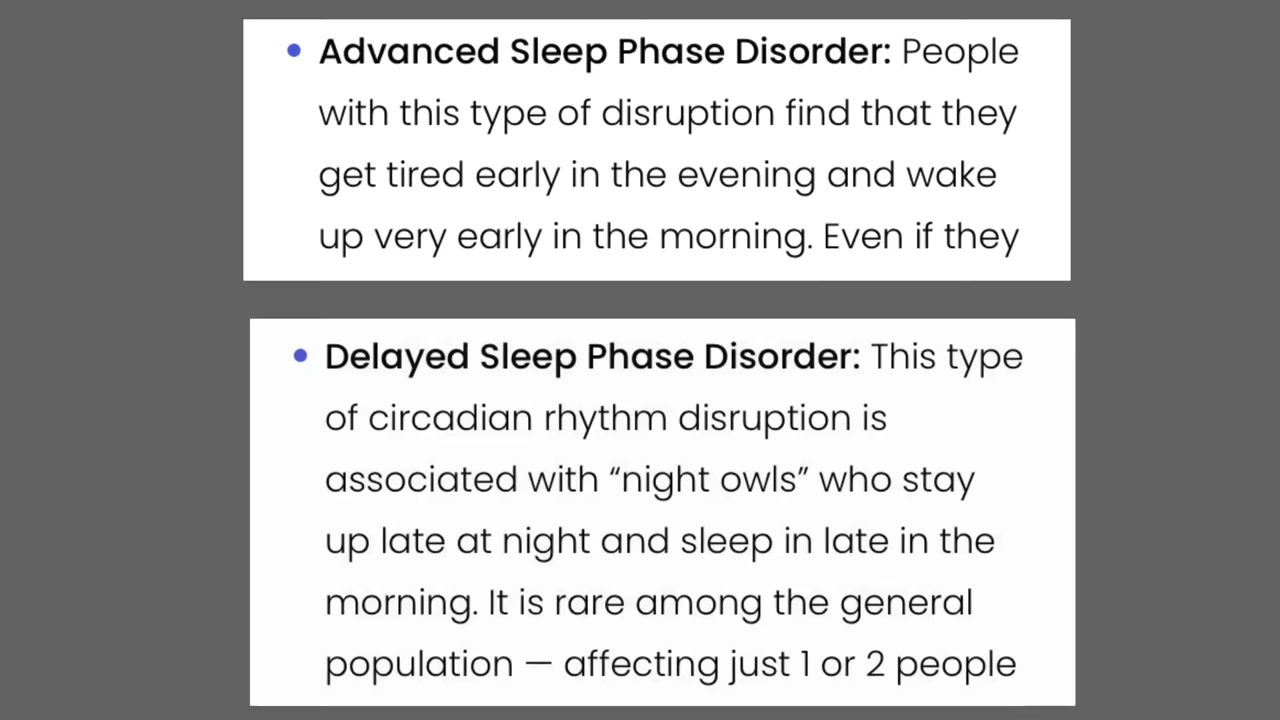 • Advanced Sleep Phase Disorder: People
with this type of disruption find that they
get tired early in the evening and wake
up very early in the morning. Even if they
• Delayed Sleep Phase Disorder: This type
of circadian rhythm disruption is
associated with “night owls” who stay
up late at night and sleep in late in the
morning. It is rare among the general
population — affecting just 1 or 2 people